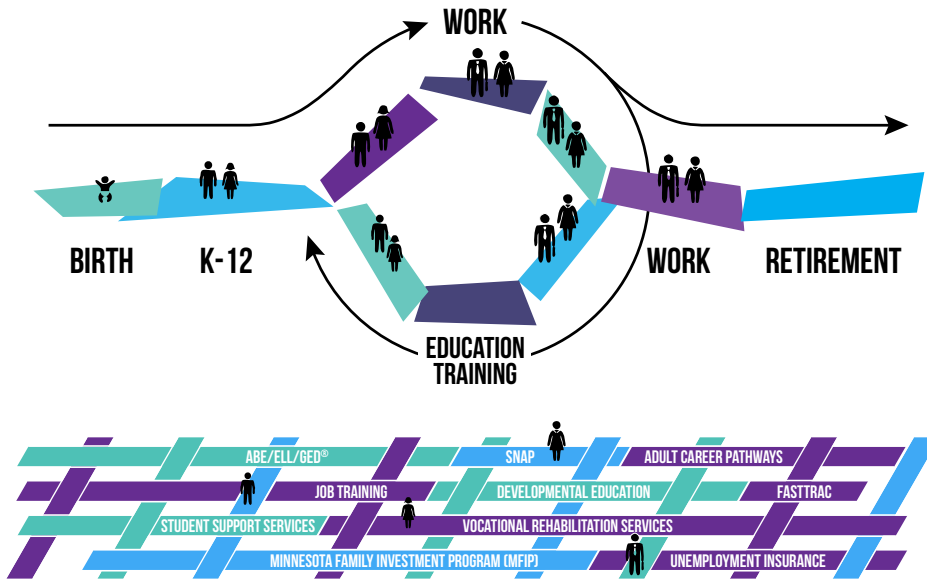 WORK
BIRTH
K-12
WORK
RETIREMENT
EDUCATION
TRAINING
ABE/ELL/GED®
SNAP
ADULT CAREER PATHWAYS
JOB TRAINING
DEVELOPMENTAL EDUCATION
FASTTRAC
STUDENT SUPPORT SERVICES
VOCATIONAL REHABILITATION SERVICES
MINNESOTA FAMILY INVESTMENT PROGRAM (MFIP)
UNEMPLOYMENT INSURANCE